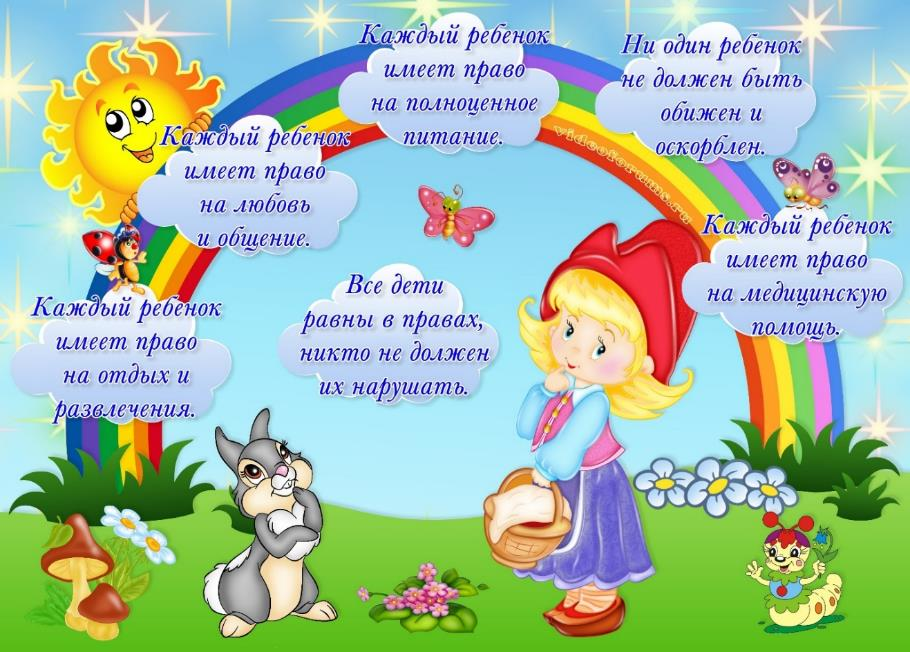 Каждый ребенок
имеет право
на полноценное
питание.
Ни один ребенок
не должен быть
обижен и
оскорблен.
Каждый ребенок
имеет право
на любовь
и общение.
videoforums.ru
Каждый ребенок
имеет право
на медицинскую
помощь.
Все дети
равны в правах,
никто не должен
их нарушать.
Каждый ребенок
имеет право
на отдых и
развлечения.